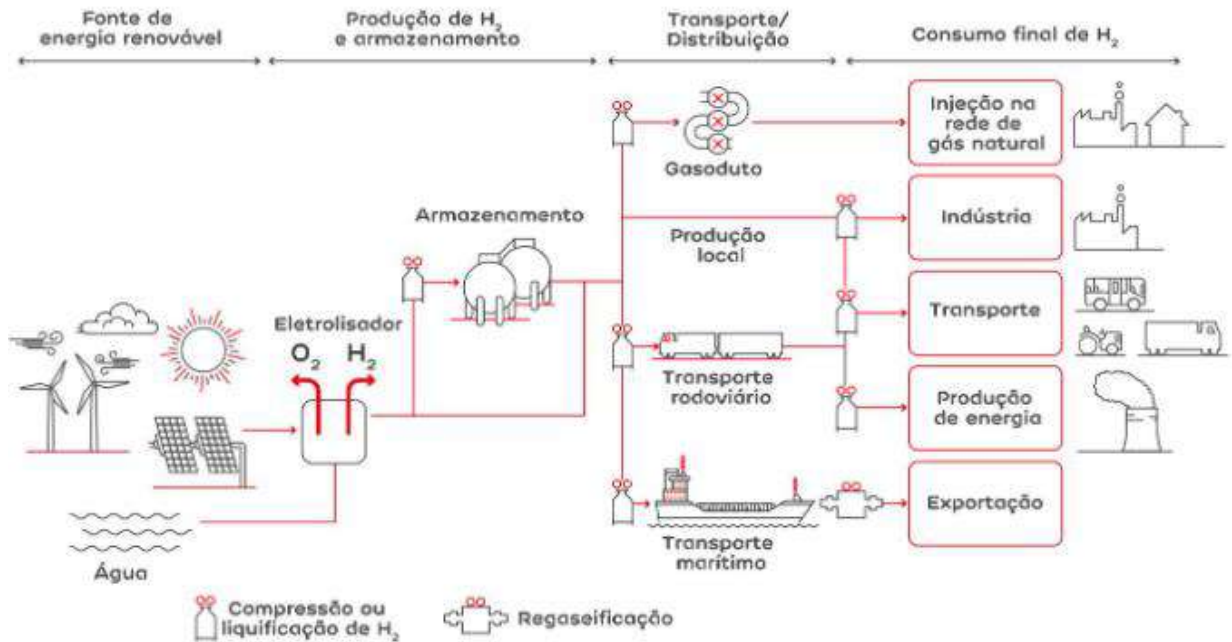 Fonte de
energia renovável
Produção de H₂
e armazenamento
Transporte/
Distribuição
Consumo final de H₂
Injeção na
rede de
gás natural
Gasoduto
Armazenamento
Indústria
Produção
local
Eletrolisador
O₂ H₂
Transporte
Transporte
rodoviário
Produção
de energia
Exportação
Transporte
marítimo
Água
Compressão ou
liquificação de H₂
Regaseificação